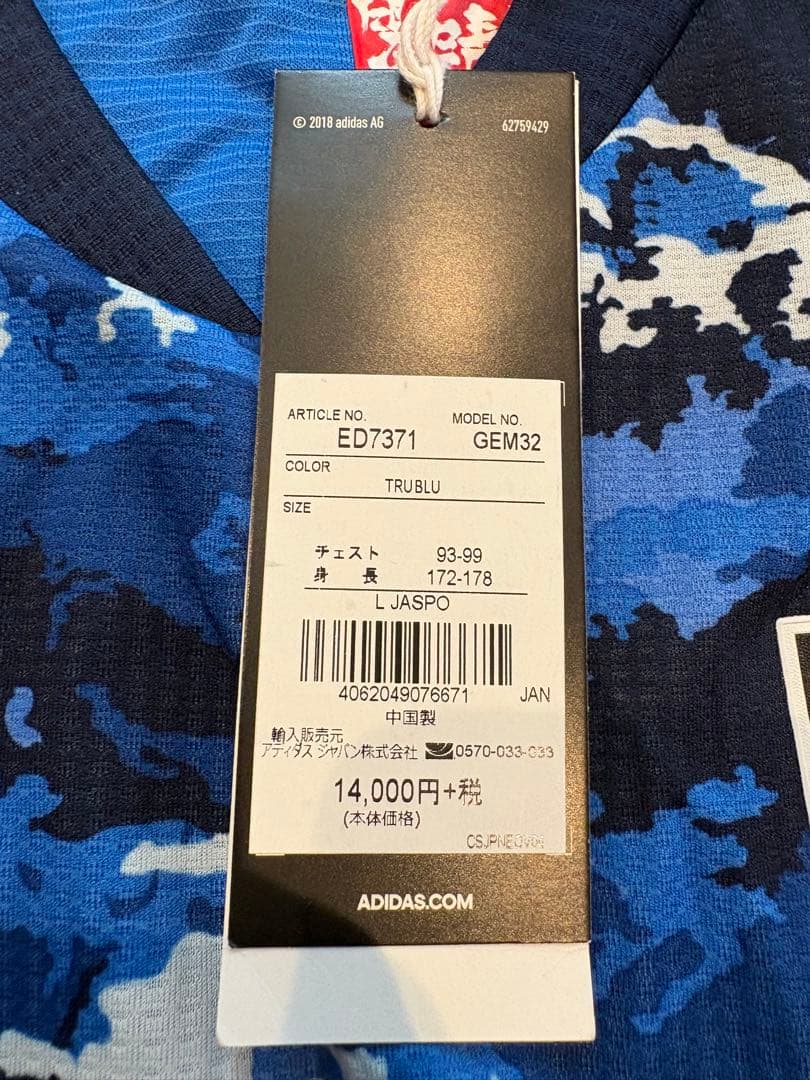 © 2018 adidas AG 62759429
ARTICLE NO. MODEL NO.
ED7371 GEM32
COLOR
TRUBLU
SIZE
チェスト 93-99
身 長 172-178
L JASPO
4062049076671 JAN
中国製
輸入販売元
アディダス ジャパン株式会社 0570-033-033
14,000円+税
(本体価格)
ADIDAS.COM